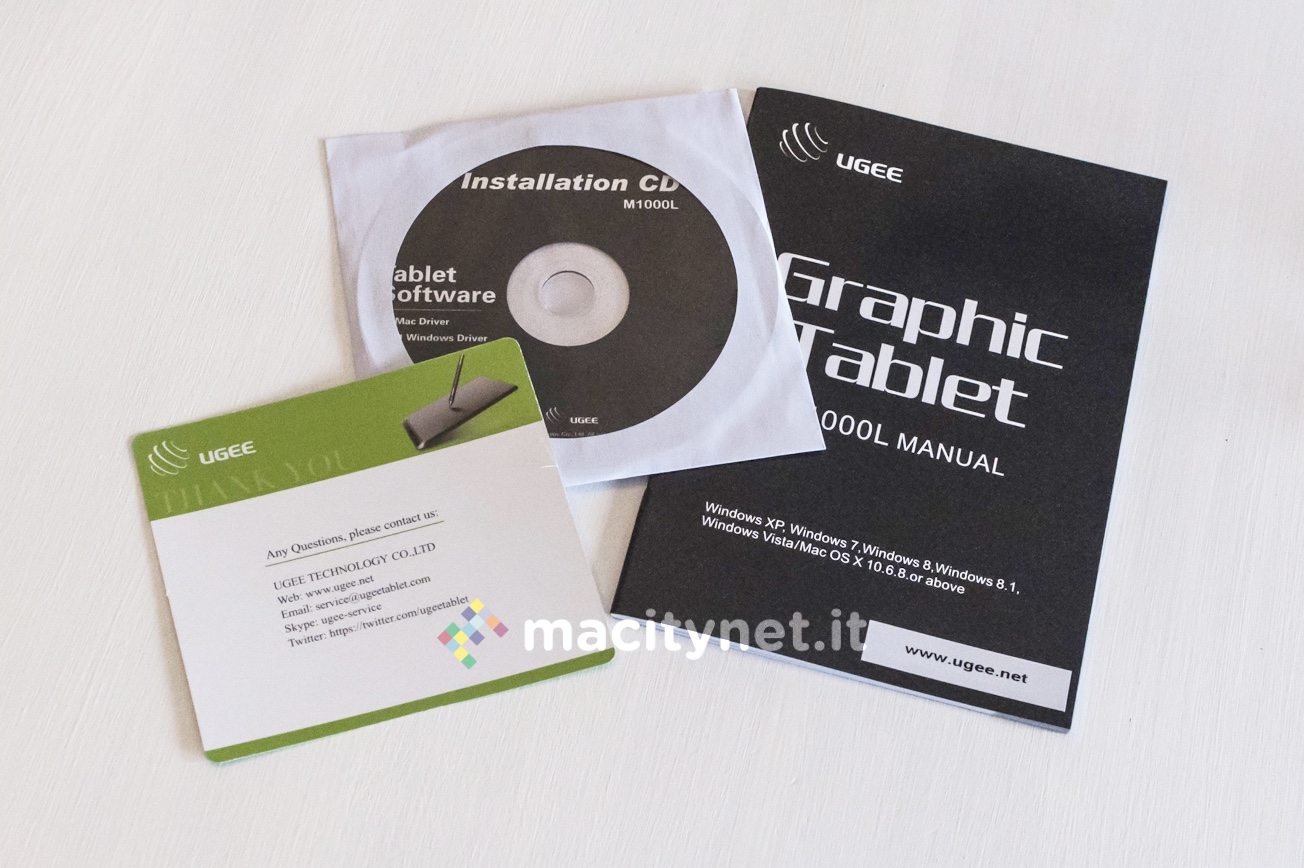 Installation CD
M1000L
ablet
Software
Mac Driver
Windows Driver
UGEE
UGEE
Graphic
Tablet
1000L MANUAL
Windows XP, Windows 7,Windows 8,Windows 8.1,
Windows Vista/Mac OS X 10.6.8.or above
www.ugee.net
UGEE
THANK YOU
Any Questions, please contact us:
UGEE TECHNOLOGY CO.,LTD
Web: www.ugee.net
Email: service@ugeetablet.com
Skype: ugee-service
Twitter: https://twitter.com/ugeetablet
macitynet.it